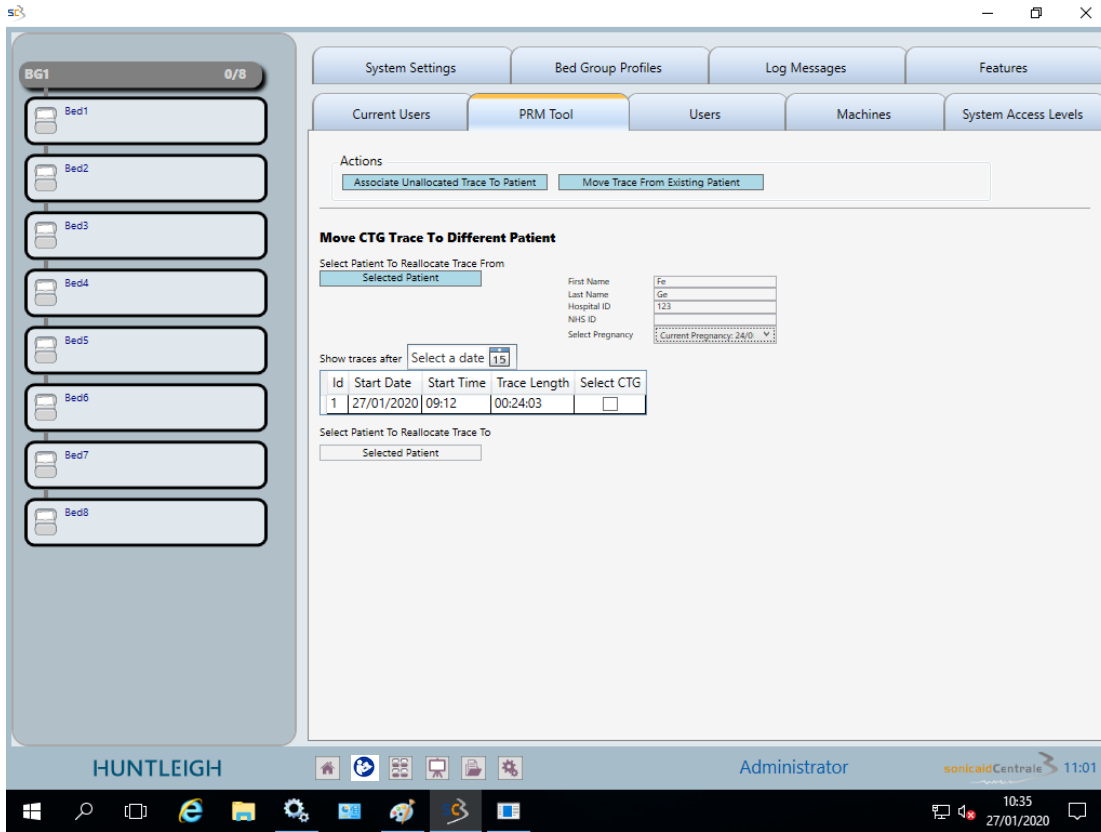 BG1 0/8
Bed1
Bed2
Bed3
Bed4
Bed5
Bed6
Bed7
Bed8
System Settings Bed Group Profiles Log Messages Features
Current Users PRM Tool Users Machines System Access Levels
Actions
Associate Unallocated Trace To Patient Move Trace From Existing Patient
Move CTG Trace To Different Patient
Select Patient To Reallocate Trace From
Selected Patient
First Name Fe
Last Name Ge
Hospital ID 123
NHS ID
Select Pregnancy Current Pregnancy: 24/0
Show traces after Select a date 15
Id Start Date Start Time Trace Length Select CTG
1 27/01/2020 09:12 00:24:03
Select Patient To Reallocate Trace To
Selected Patient
HUNTLEIGH Administrator sonicaidCentrale3 11:01
10:35
27/01/2020